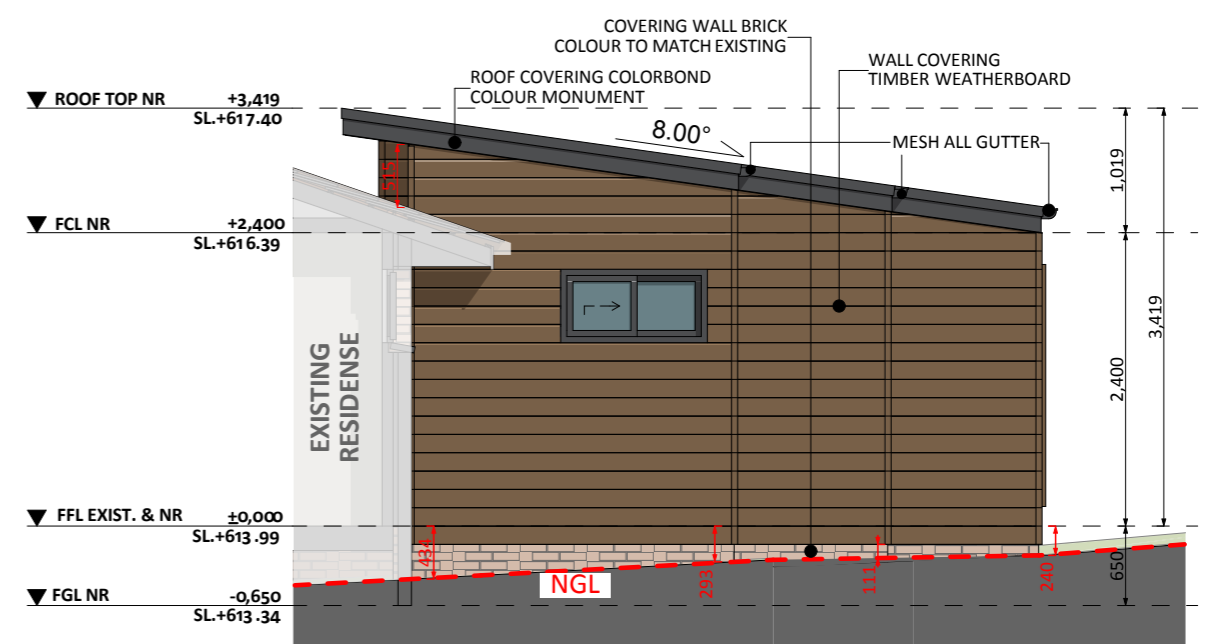 COVERING WALL BRICK
COLOUR TO MATCH EXISTING
WALL COVERING
TIMBER WEATHERBOARD
ROOF COVERING COLORBOND
COLOUR MONUMENT
ROOF TOP NR +3,419
SL.+617.40
8.00°
MESH ALL GUTTER
1,019
515
FCL NR +2,400
SL.+616.39
3,419
2,400
EXISTING
RESIDENSE
FFL EXIST. & NR ±0,000
SL.+613.99
434
293
111
240
650
NGL
FGL NR -0,650
SL.+613.34